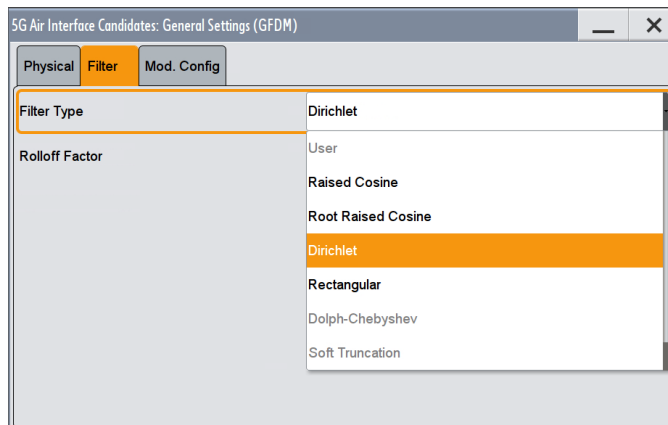 5G Air Interface Candidates: General Settings (GFDM)
Physical Filter Mod. Config
Filter Type Dirichlet
User
Rolloff Factor
Raised Cosine
Root Raised Cosine
Dirichlet
Rectangular
Dolph-Chebyshev
Soft Truncation